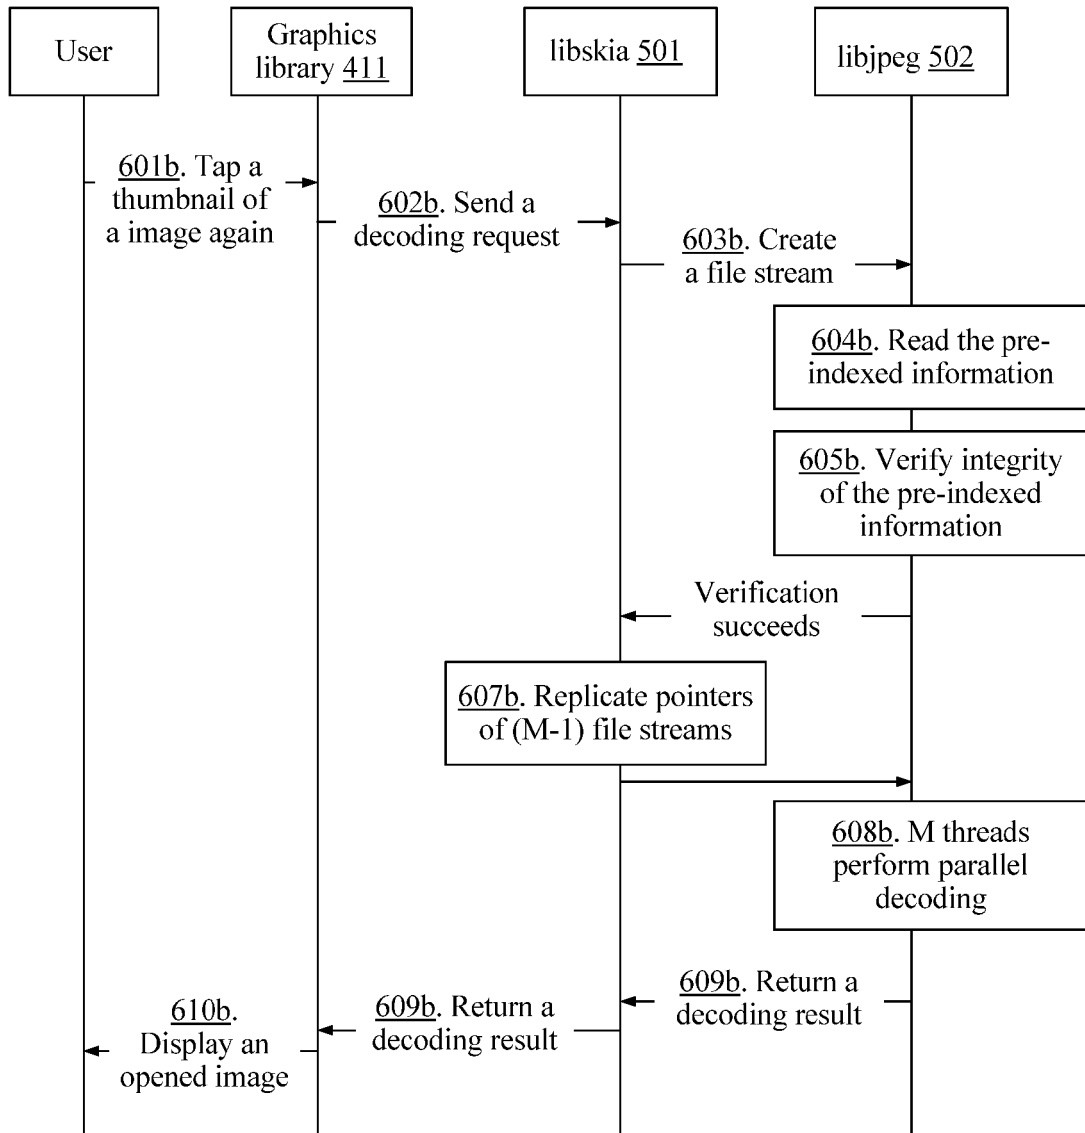 User
Graphics
library 411
libskia 501
libjpeg 502
601b. Tap a
thumbnail of
a image again
602b. Send a
decoding request
603b. Create
a file stream
604b. Read the pre-
indexed information
605b. Verify integrity
of the pre-indexed
information
Verification
succeeds
607b. Replicate pointers
of (M-1) file streams
608b. M threads
perform parallel
decoding
609b. Return a
decoding result
609b. Return a
decoding result
610b.
Display an
opened image